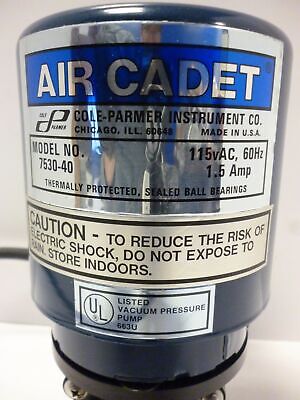 AIR CADET
COLE
PARMER
COLE-PARMER INSTRUMENT CO.
CHICAGO, ILL. 60648 MADE IN U.S.A.
MODEL NO. 115vAC, 60Hz
7530-40 1.5 Amp
THERMALLY PROTECTED, SEALED BALL BEARINGS
CAUTION - TO REDUCE THE RISK OF
ELECTRIC SHOCK, DO NOT EXPOSE TO
RAIN. STORE INDOORS.
UL
LISTED
VACUUM PRESSURE
PUMP
663U